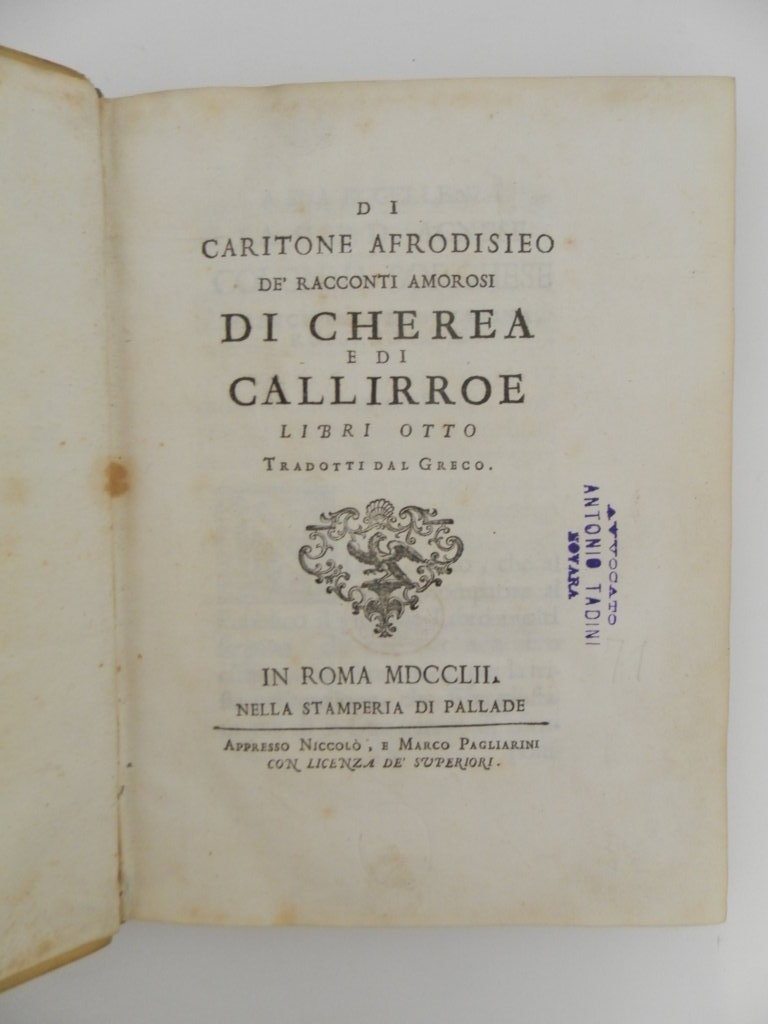 DI
CARITONE AFRODISIEO
DE' RACCONTI AMOROSI
DI CHEREA
E DI
CALLIRROE
LIBRI OTTO
TRADOTTI DAL GRECO.
IN ROMA MDCCLII.
NELLA STAMPERIA DI PALLADE
APPRESSO NICCOLÒ, E MARCO PAGLIARINI
CON LICENZA DE' SUPERIORI.
AVVOCATO
ANTONIO TADINI
NOVARA
71